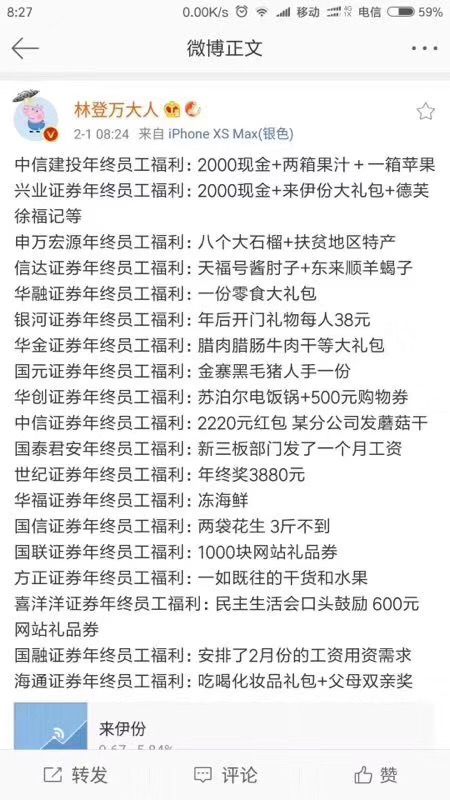 8:27
0.00K/s 移动 电信 59%
微博正文
林登万大人
2-1 08:24 来自 iPhone XS Max(银色)
中信建投年终员工福利: 2000现金+两箱果汁+一箱苹果
兴业证券年终员工福利: 2000现金+来伊份大礼包+德芙
徐福记等
申万宏源年终员工福利: 八个大石榴+扶贫地区特产
信达证券年终员工福利: 天福号酱肘子+东来顺羊蝎子
华融证券年终员工福利: 一份零食大礼包
银河证券年终员工福利: 年后开门礼物每人38元
华金证券年终员工福利: 腊肉腊肠牛肉干等大礼包
国元证券年终员工福利: 金寨黑毛猪人手一份
华创证券年终员工福利: 苏泊尔电饭锅+500元购物券
中信证券年终员工福利: 2220元红包 某分公司发蘑菇干
国泰君安年终员工福利: 新三板部门发了一个月工资
世纪证券年终员工福利: 年终奖3880元
华福证券年终员工福利: 冻海鲜
国信证券年终员工福利: 两袋花生 3斤不到
国联证券年终员工福利: 1000块网站礼品券
方正证券年终员工福利: 一如既往的干货和水果
喜洋洋证券年终员工福利: 民主生活会口头鼓励 600元
网站礼品券
国融证券年终员工福利: 安排了2月份的工资用资需求
海通证券年终员工福利: 吃喝化妆品礼包+父母双亲奖
来伊份
转发 评论 赞